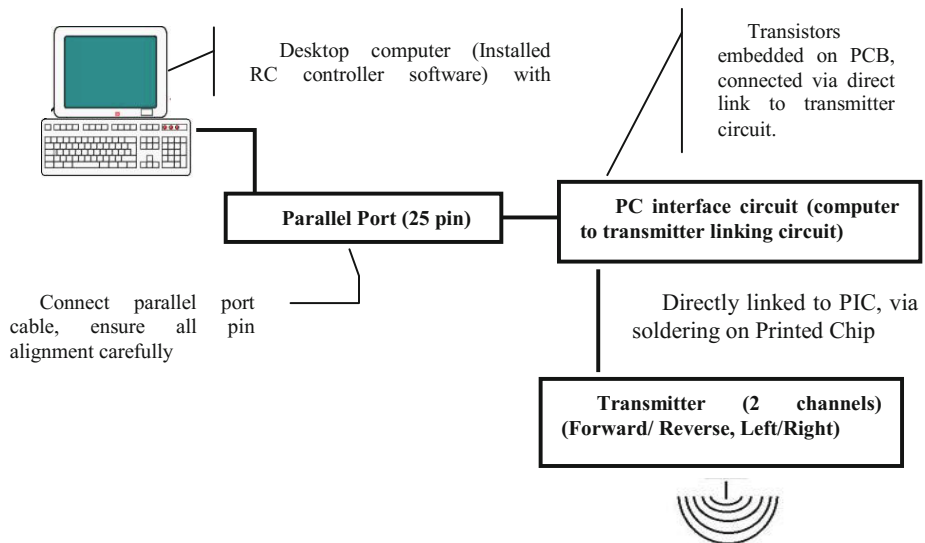 Desktop computer (Installed
RC controller software) with
Transistors
embedded on PCB,
connected via direct
link to transmitter
circuit.
Parallel Port (25 pin)
PC interface circuit (computer
to transmitter linking circuit)
Connect parallel port
cable, ensure all pin
alignment carefully
Directly linked to PIC, via
soldering on Printed Chip
Transmitter (2 channels)
(Forward/ Reverse, Left/Right)